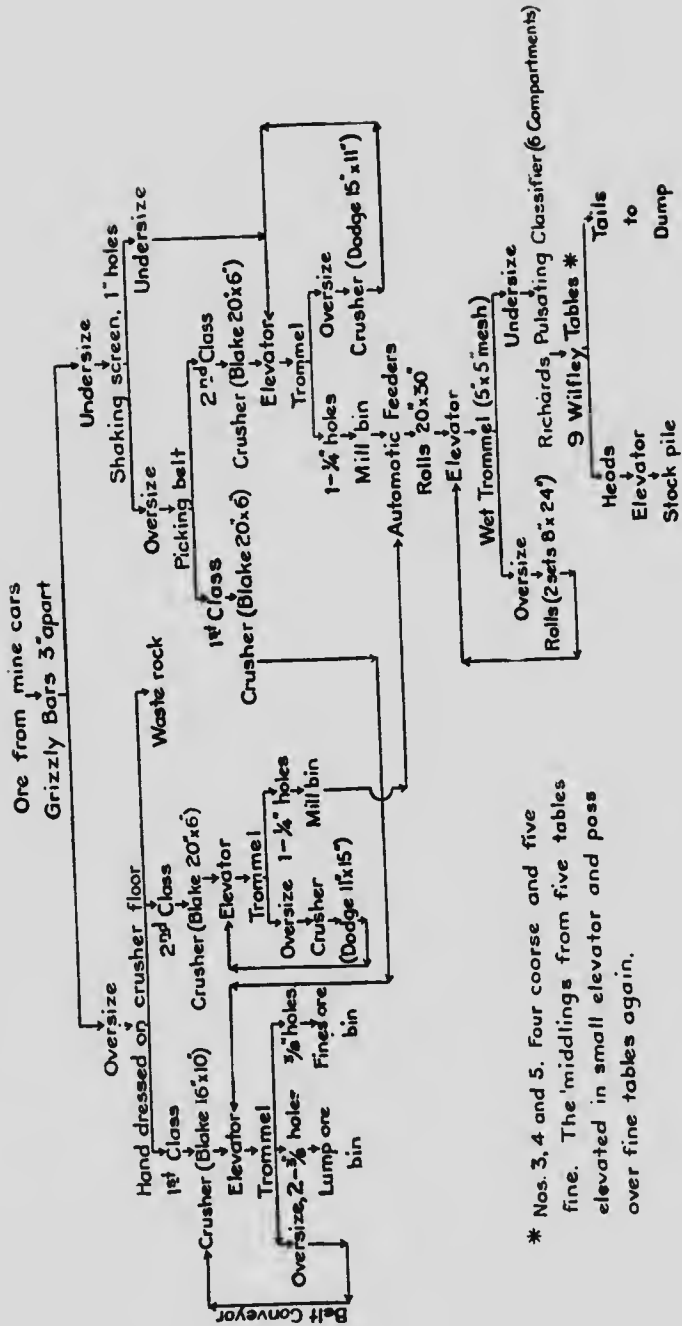 Ore from mine cars
Grizzly Bars 3" apart
Oversize
Undersize
Hand dressed on crusher floor
Shaking screen, 1" holes
1st Class
2nd Class
Waste rock
Oversize
Undersize
Crusher (Blake 16"x10")
Crusher (Blake 20"x6")
Picking belt
Elevator
Elevator
1st Class
2nd Class
Trommel
Trommel
Crusher (Blake 20"x6)
Crusher (Blake 20"x6")
Oversize, 2-3/8" holes
3/8" holes
Oversize
1-1/4" holes
Elevator
Lump ore
bin
Fines ore
bin
Crusher
(Dodge 11"x15")
Mill bin
Trommel
Belt Conveyor
1-1/4" holes
Oversize
Mill bin
Crusher (Dodge 15"x11")
Automatic Feeders
Rolls 20"x30"
Elevator
Wet Trommel (5"x5" mesh)
Oversize
Undersize
Rolls (2 sets 8"x24")
Richards Pulsating Classifier (6 Compartments)
9 Wilfley Tables *
Heads
Tails
Elevator
to
Stock pile
Dump
* Nos. 3, 4 and 5. Four coorse and five
fine. The 'middlings from five tables
elevated in small elevator and poss
over fine tables again.